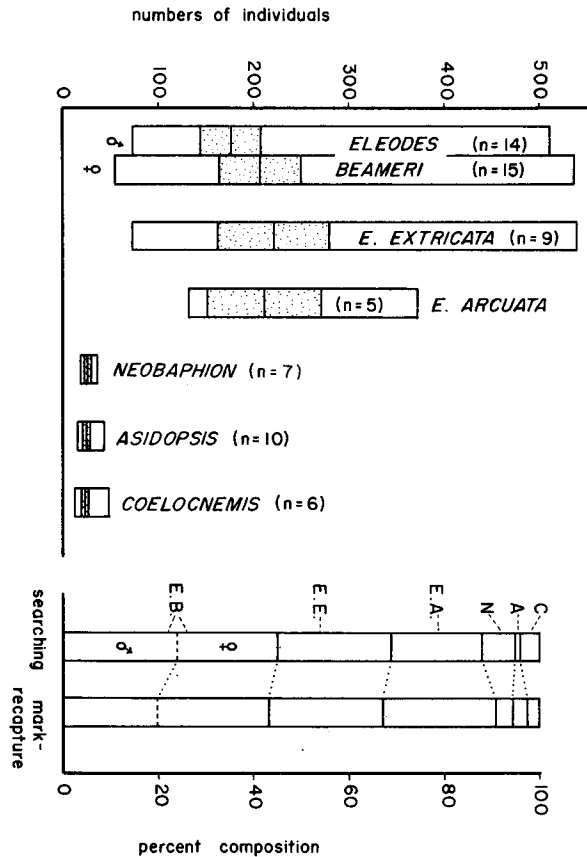 numbers of individuals
0 100 200 300 400 500
♂ ELEODES (n=14)
♀ BEAMERI (n=15)
E. EXTRICATA (n=9)
(n=5) E. ARCUATA
NEOBAPHION (n=7)
ASIDOPSIS (n=10)
COELOCNEMIS (n=6)
E.B. E.E. E.A. N A C
searching
♂ ♀
mark-
recapture
0 20 40 60 80 100
percent composition